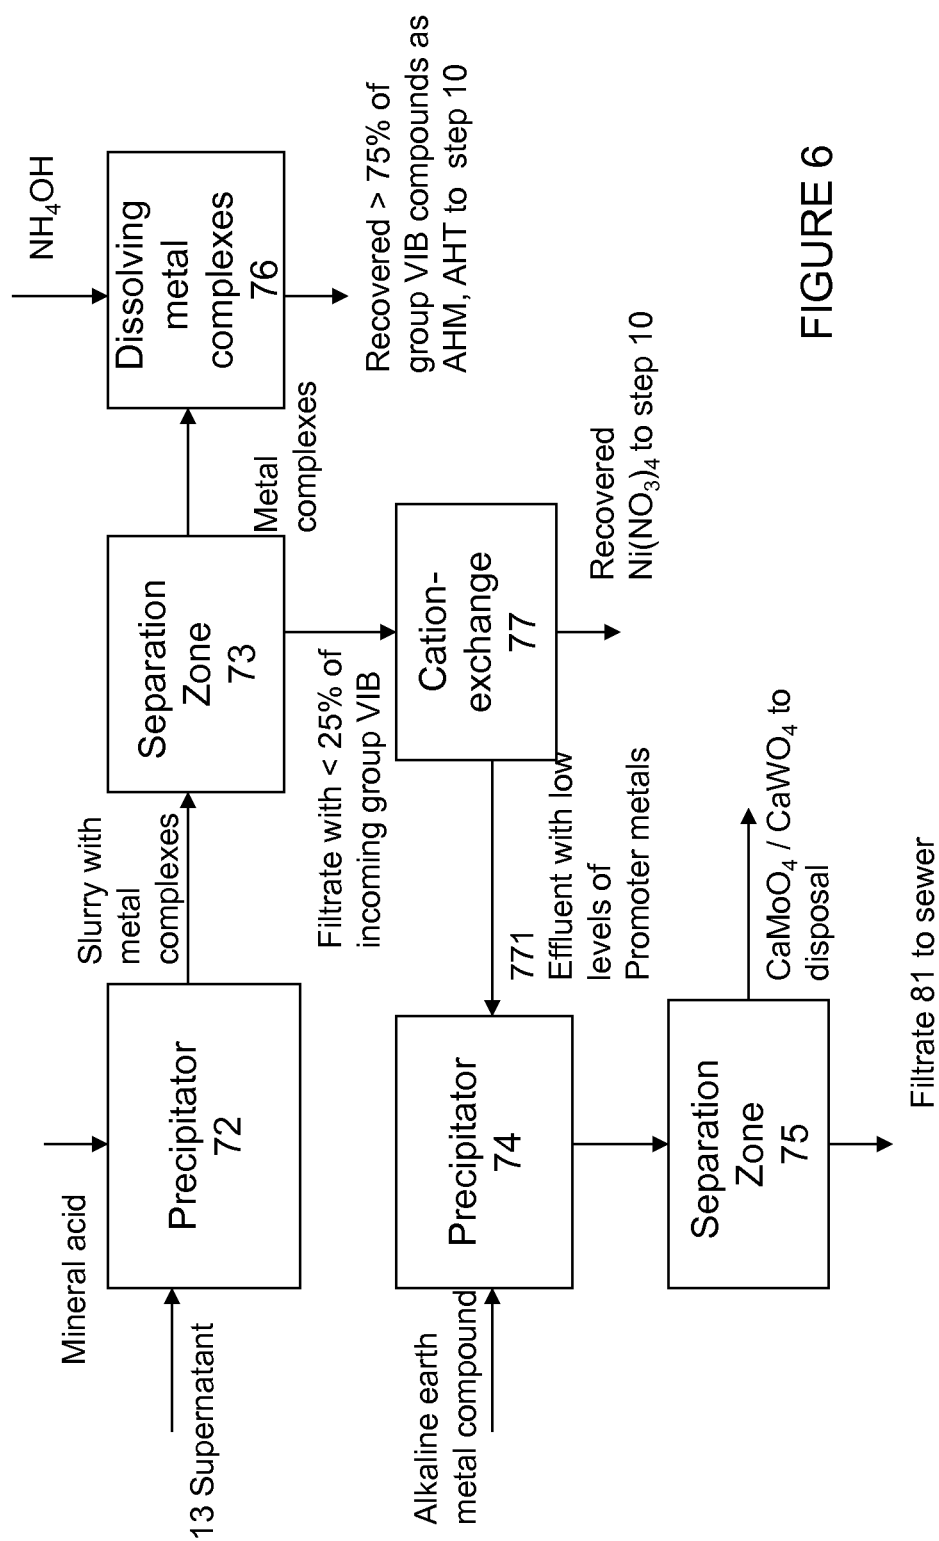 NH4OH
Mineral acid
Slurry with
metal
complexes
Precipitator
72
Separation
Zone
73
Dissolving
metal
complexes
76
13 Supernatant
Metal
complexes
Filtrate with < 25% of
incoming group VIB
Recovered > 75% of
group VIB compounds as
AHM, AHT to step 10
Alkaline earth
metal compound
Precipitator
74
Cation-
exchange
77
771
Effluent with low
levels of
Promoter metals
Recovered
Ni(NO3)4 to step 10
Separation
Zone
75
CaMoO4 / CaWO4 to
disposal
Filtrate 81 to sewer
FIGURE 6